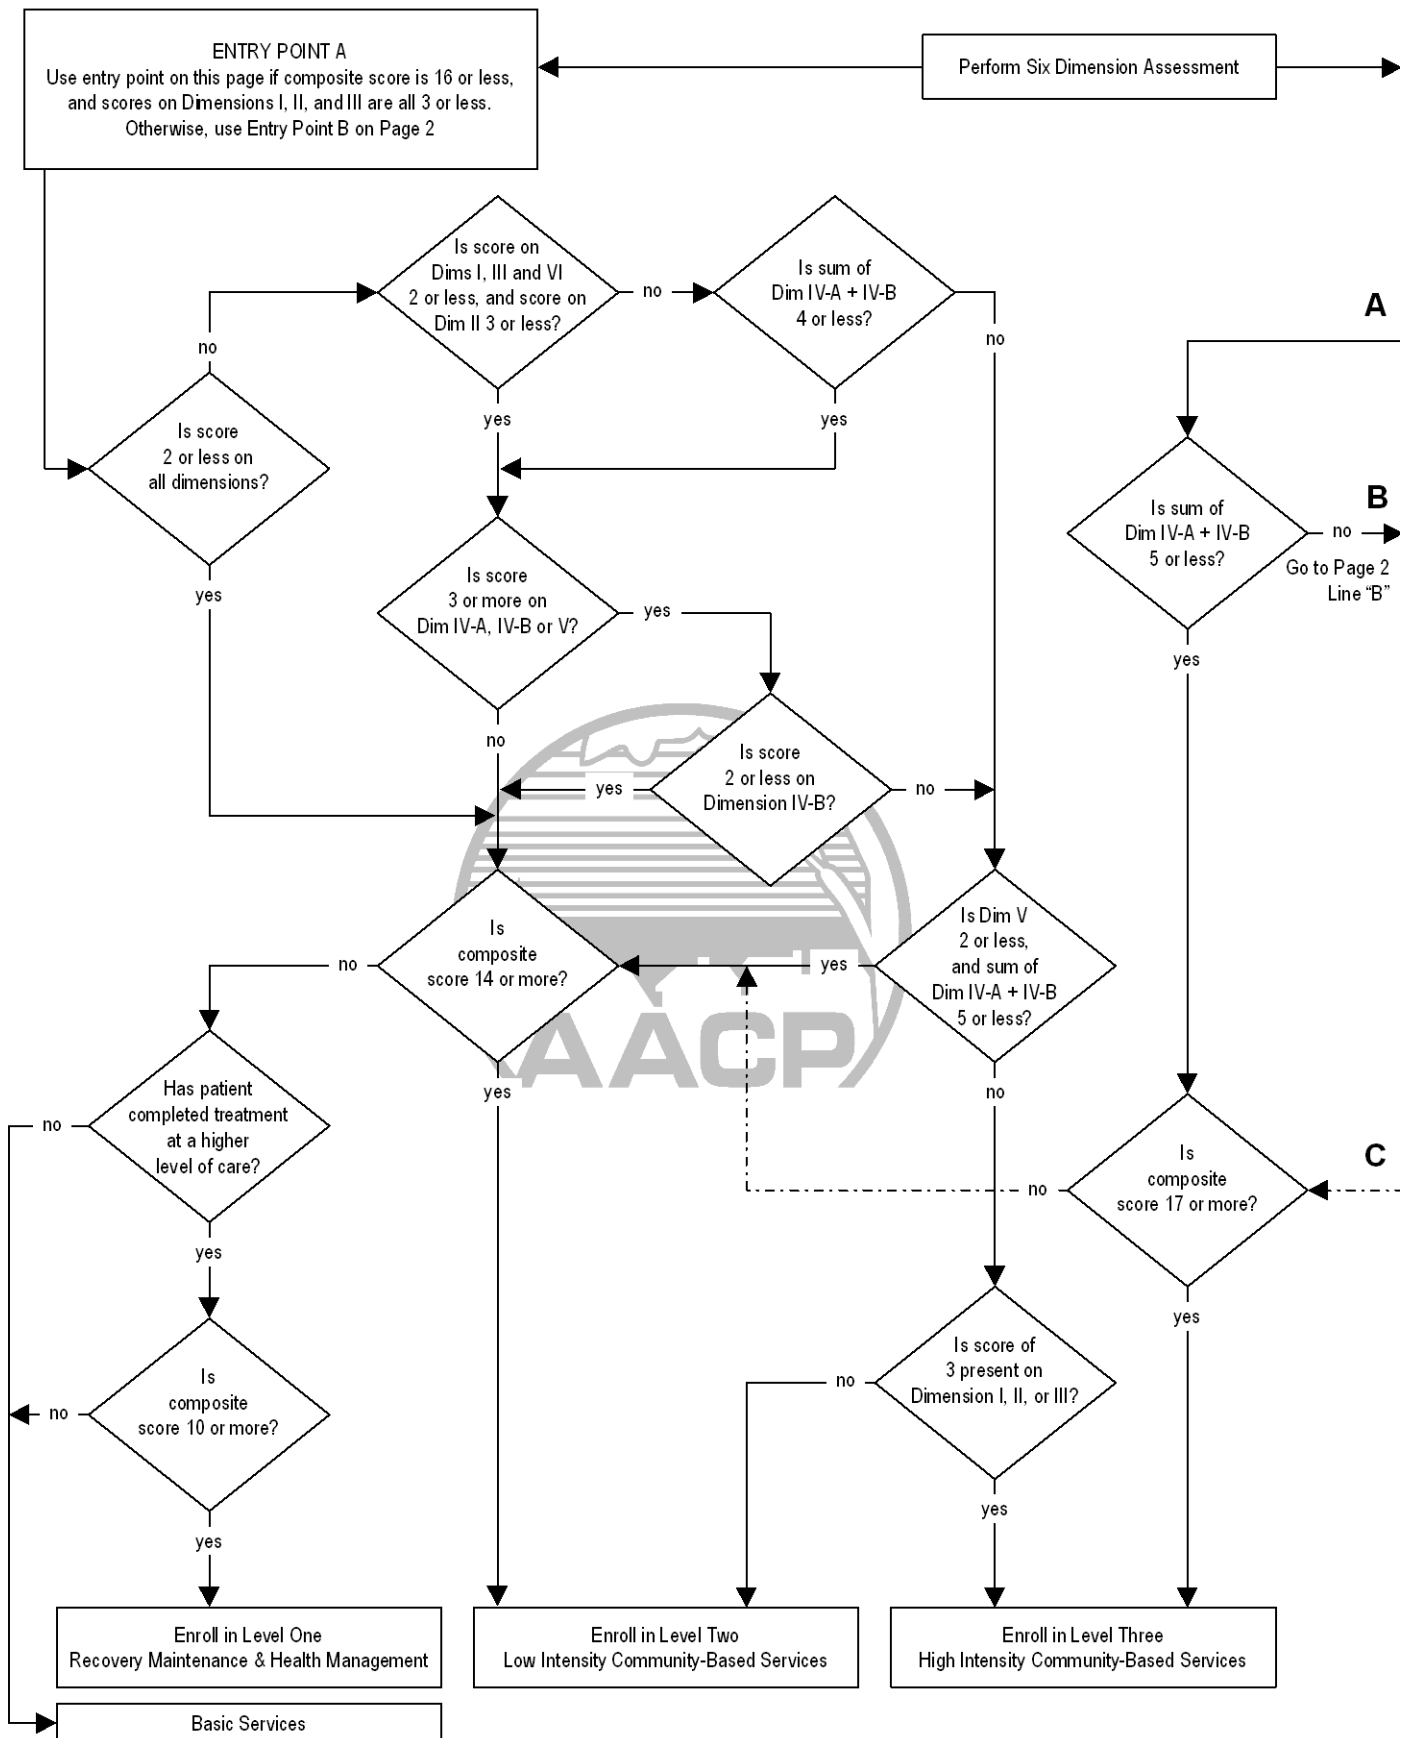 ENTRY POINT A
Use entry point on this page if composite score is 16 or less,
and scores on Dimensions I, II, and III are all 3 or less.
Otherwise, use Entry Point B on Page 2
Perform Six Dimension Assessment
Is score on
Dims I, III and VI
2 or less, and score on
Dim II 3 or less?
no
Is sum of
Dim IV-A + IV-B
4 or less?
no
A
no
yes
yes
Is score
2 or less on
all dimensions?
yes
Is sum of
Dim IV-A + IV-B
5 or less?
B
no
Go to Page 2
Line “B”
yes
Is score
3 or more on
Dim IV-A, IV-B or V?
yes
no
Is score
2 or less on
Dimension IV-B?
yes
no
Is
composite
score 14 or more?
no
yes
Is Dim V
2 or less,
and sum of
Dim IV-A + IV-B
5 or less?
yes
no
AACP
Has patient
completed treatment
at a higher
level of care?
no
yes
Is
composite
score 17 or more?
no
C
yes
Is
composite
score 10 or more?
no
yes
Is score of
3 present on
Dimension I, II, or III?
no
yes
Enroll in Level One
Recovery Maintenance & Health Management
Enroll in Level Two
Low Intensity Community-Based Services
Enroll in Level Three
High Intensity Community-Based Services
Basic Services